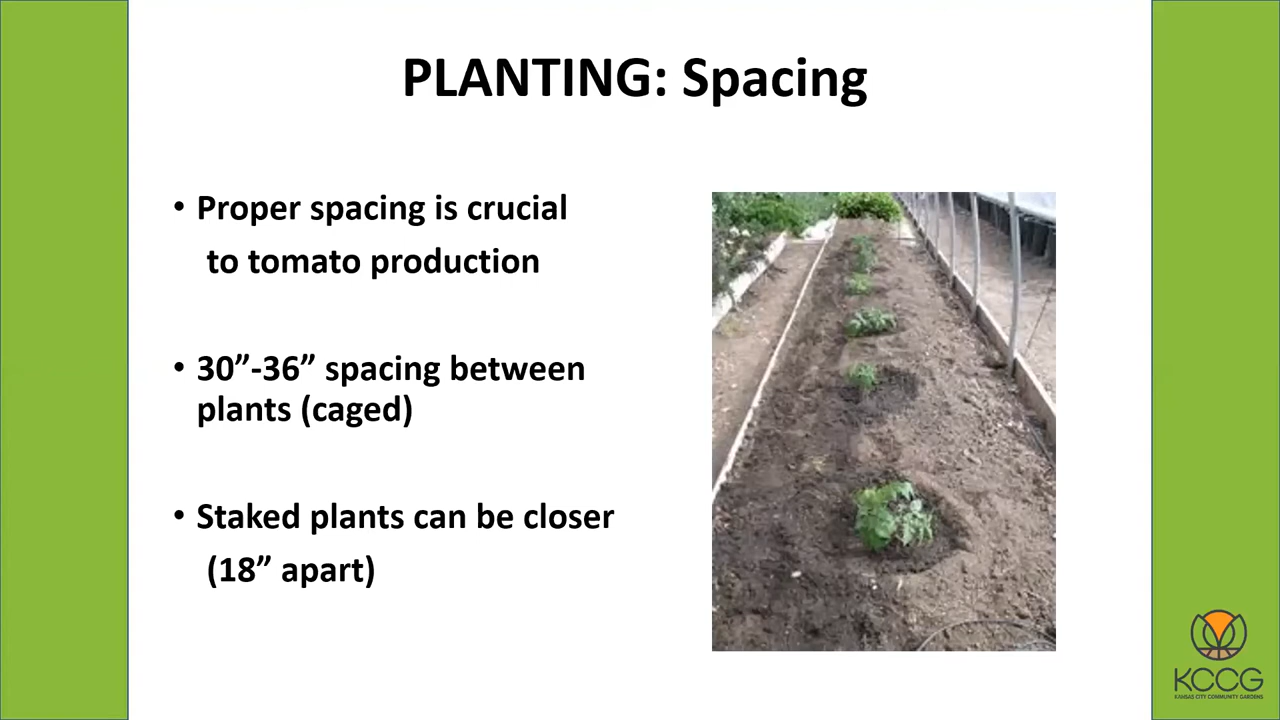 PLANTING: Spacing
• Proper spacing is crucial
to tomato production
• 30”-36” spacing between
plants (caged)
• Staked plants can be closer
(18” apart)
KCCG
KANSAS CITY COMMUNITY GARDENS